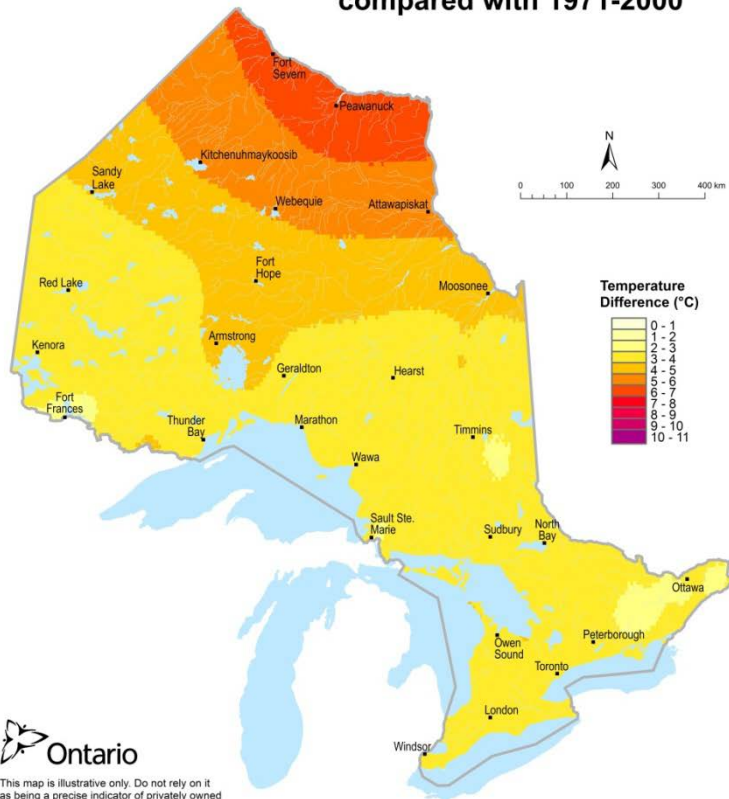 compared with 1971-2000
Fort
Severn
Peawanuck
N
Kitchenuhmaykoosib
Sandy
Lake
0 100 200 300 400 km
Webequie
Attawapiskat
Fort
Hope
Red Lake
Moosonee
Temperature
Difference (°C)
0 - 1
1 - 2
2 - 3
3 - 4
4 - 5
5 - 6
6 - 7
7 - 8
8 - 9
9 - 10
10 - 11
Armstrong
Kenora
Geraldton
Hearst
Fort
Frances
Thunder
Bay
Marathon
Timmins
Wawa
Sault Ste.
Marie
Sudbury
North
Bay
Ottawa
Peterborough
Owen
Sound
Toronto
London
Windsor
Ontario
This map is illustrative only. Do not rely on it
as being a precise indicator of privately owned